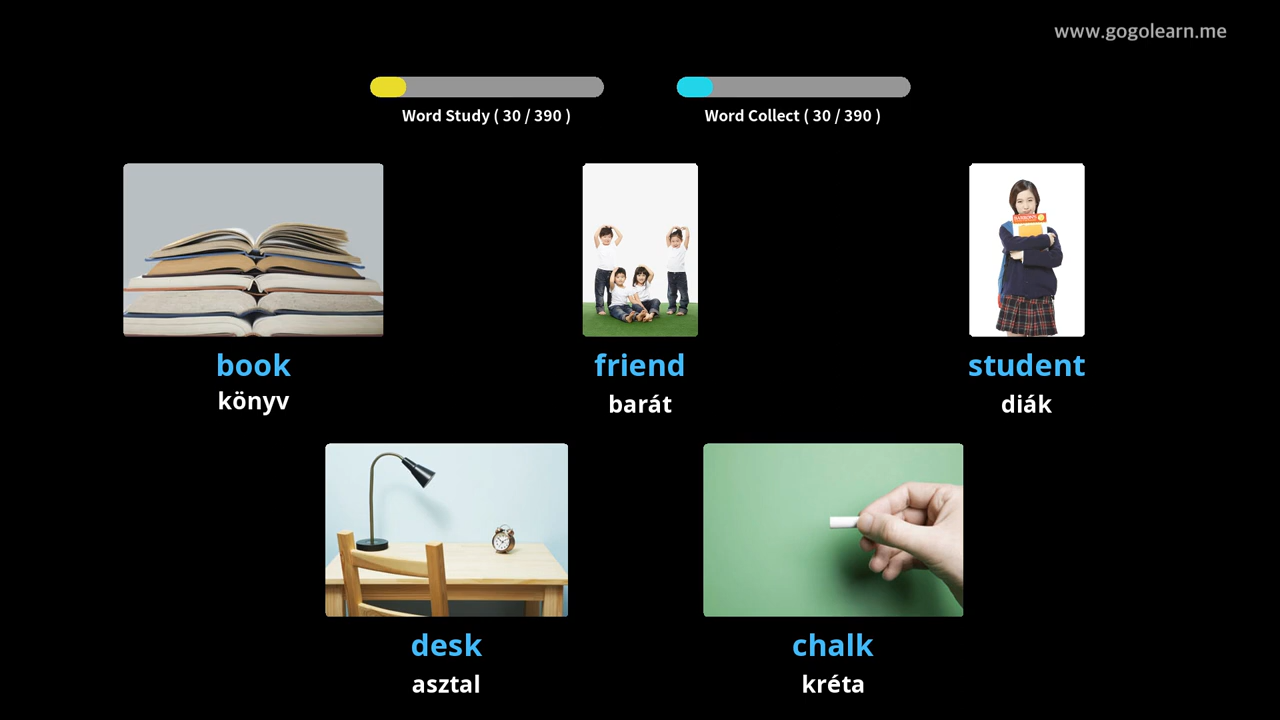 www.gogolearn.me
Word Study ( 30 / 390 )
Word Collect ( 30 / 390 )
book
könyv
friend
barát
student
diák
desk
asztal
chalk
kréta